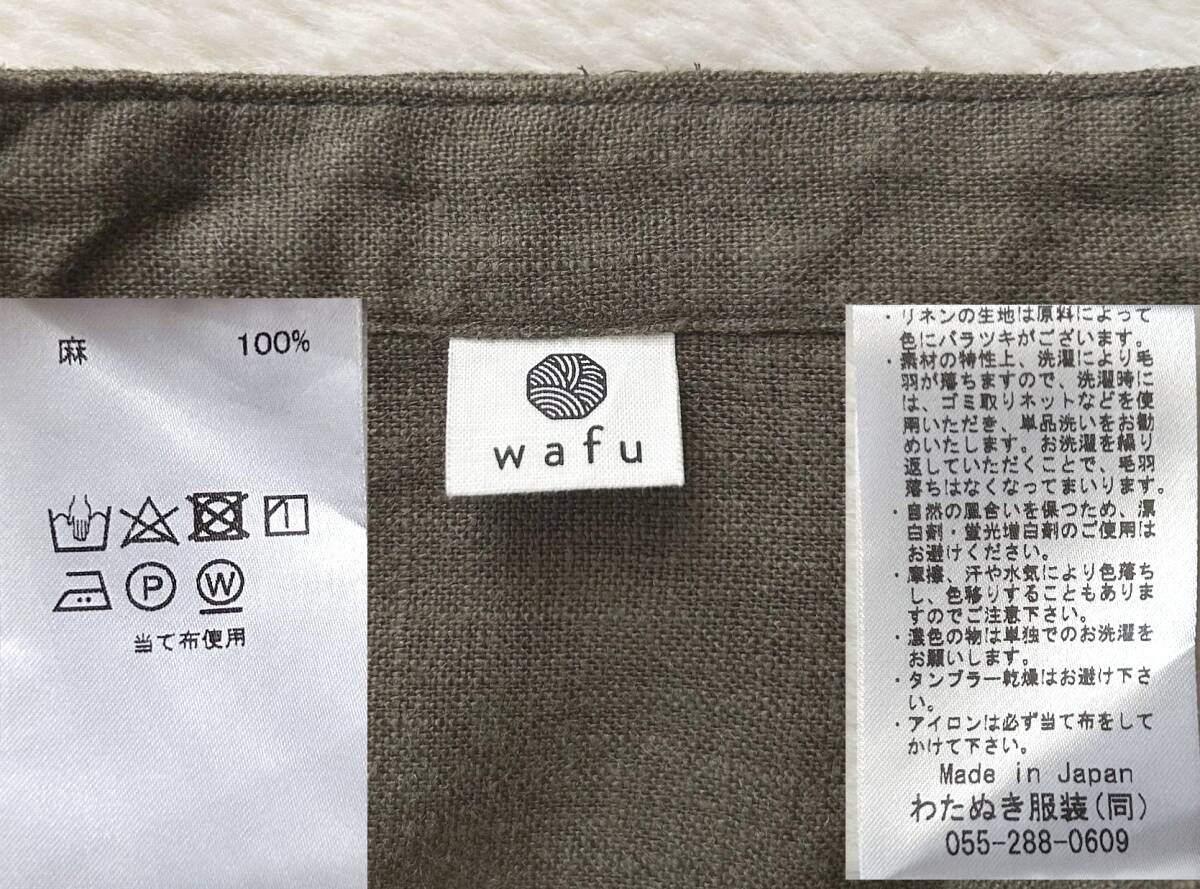 麻 100%
P W
当て布使用
wafu
・リネンの生地は原料によって
色にバラツキがございます。
・素材の特性上、洗濯により毛
羽が落ちますので、洗濯時に
は、ゴミ取りネットなどを使
用いただき、単品洗いをお勧
めいたします。お洗濯を繰り
返していただくことで、毛羽
落ちはなくなってまいります。
・自然の風合いを保つため、漂
白剤・蛍光増白剤のご使用は
お避けください。
・摩擦、汗や水気により色落ち
し、色移りすることもありま
すのでご注意下さい。
・濃色の物は単独でのお洗濯を
お願いします。
・タンブラー乾燥はお避け下さ
い。
・アイロンは必ず当て布をして
かけて下さい。
Made in Japan
わたぬき服装(同)
055-288-0609